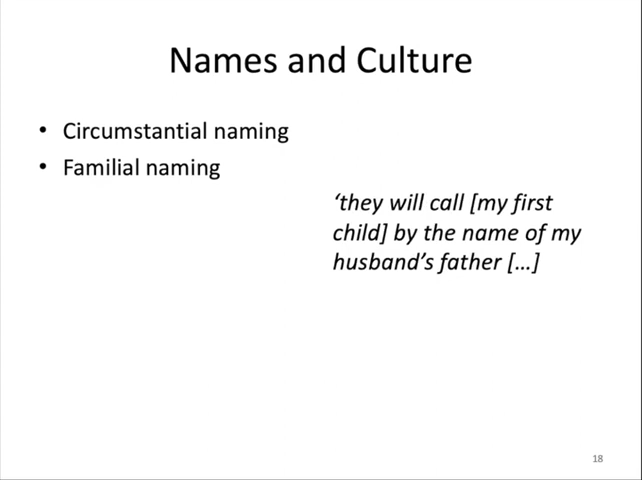 Names and Culture
• Circumstantial naming
• Familial naming
‘they will call [my first
child] by the name of my
husband’s father […]
18